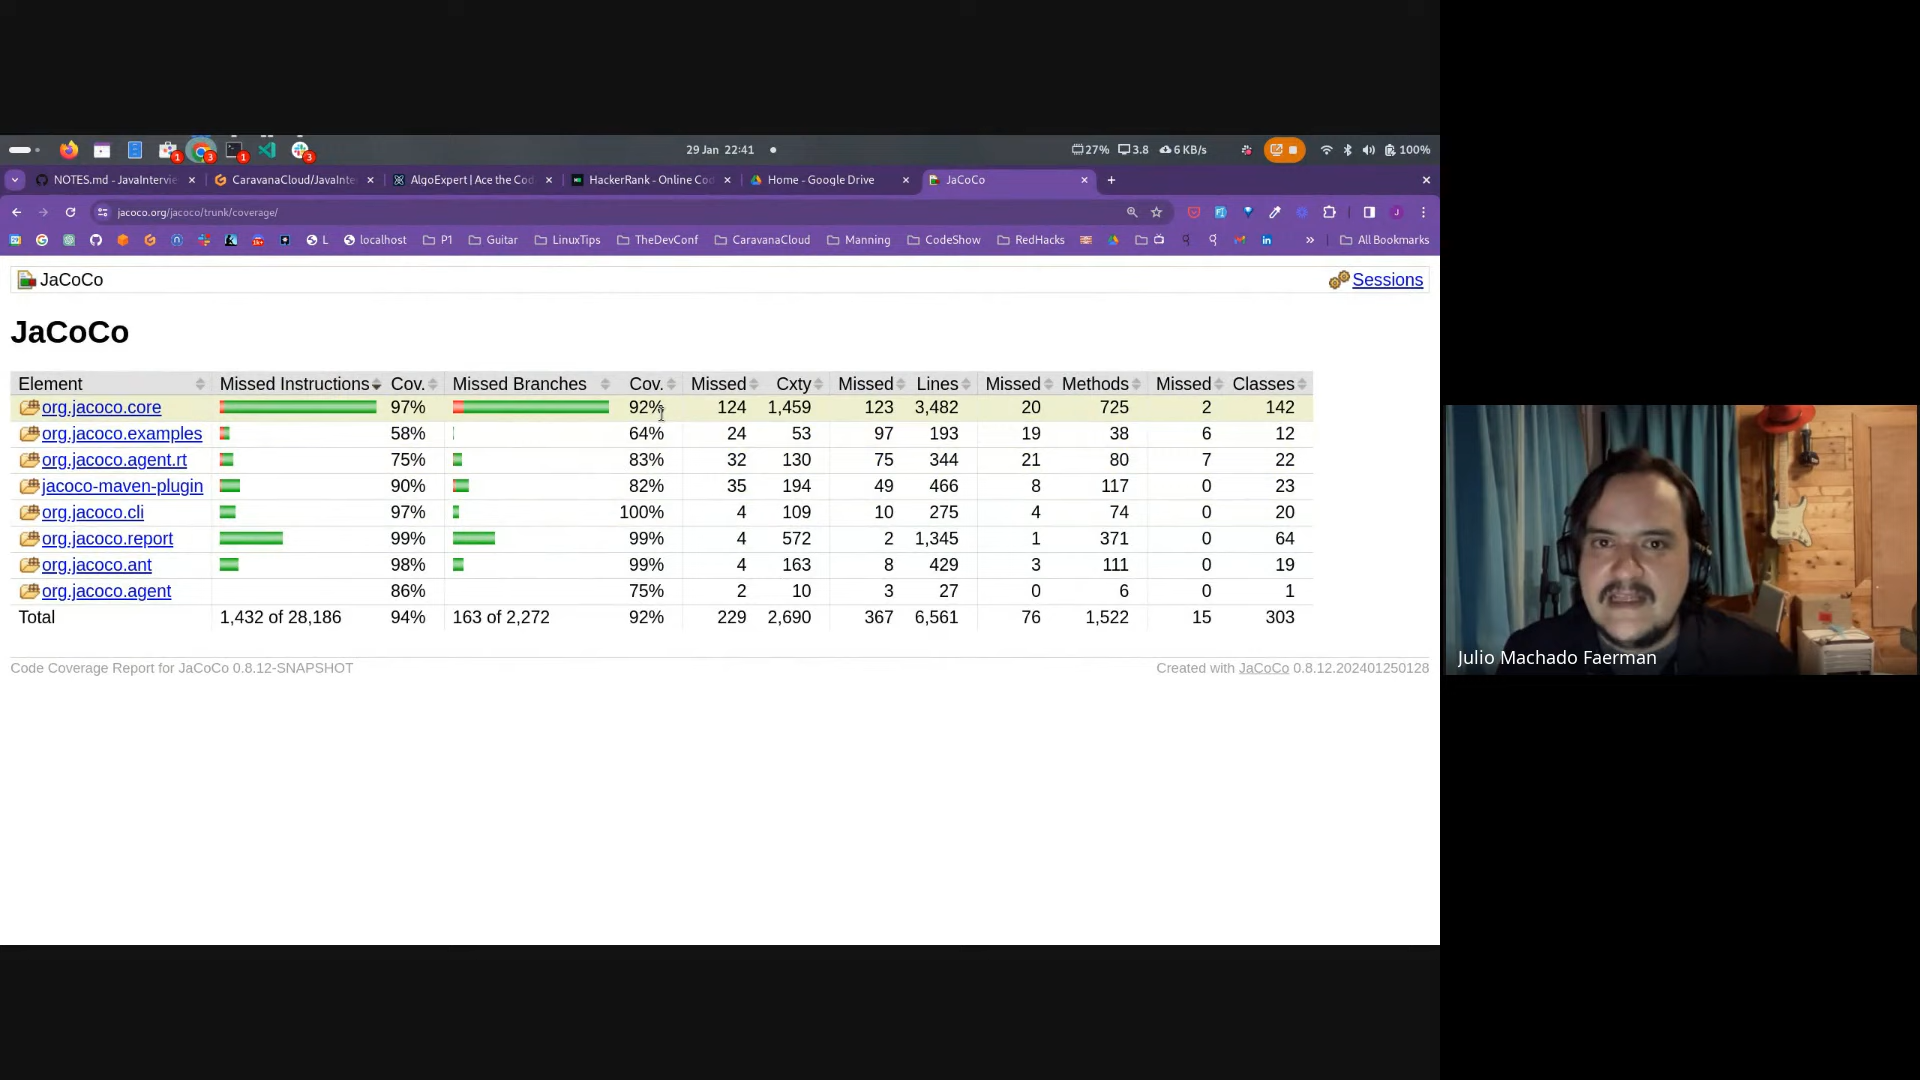 29 Jan 22:41
27% 3.8 6 KB/s 100%
NOTES.md - JavaIntervie
CaravanaCloud/JavaInte
AlgoExpert | Ace the Cod
HackerRank - Online Cod
Home - Google Drive
JaCoCo
jacoco.org/jacoco/trunk/coverage/
L localhost P1 Guitar LinuxTips TheDevConf CaravanaCloud Manning CodeShow RedHacks » All Bookmarks
JaCoCo Sessions
JaCoCo
Element Missed Instructions Cov. Missed Branches Cov. Missed Cxty Missed Lines Missed Methods Missed Classes
org.jacoco.core 97% 92% 124 1,459 123 3,482 20 725 2 142
org.jacoco.examples 58% 64% 24 53 97 193 19 38 6 12
org.jacoco.agent.rt 75% 83% 32 130 75 344 21 80 7 22
jacoco-maven-plugin 90% 82% 35 194 49 466 8 117 0 23
org.jacoco.cli 97% 100% 4 109 10 275 4 74 0 20
org.jacoco.report 99% 99% 4 572 2 1,345 1 371 0 64
org.jacoco.ant 98% 99% 4 163 8 429 3 111 0 19
org.jacoco.agent 86% 75% 2 10 3 27 0 6 0 1
Total 1,432 of 28,186 94% 163 of 2,272 92% 229 2,690 367 6,561 76 1,522 15 303
Code Coverage Report for JaCoCo 0.8.12-SNAPSHOT
Created with JaCoCo 0.8.12.202401250128
Julio Machado Faerman